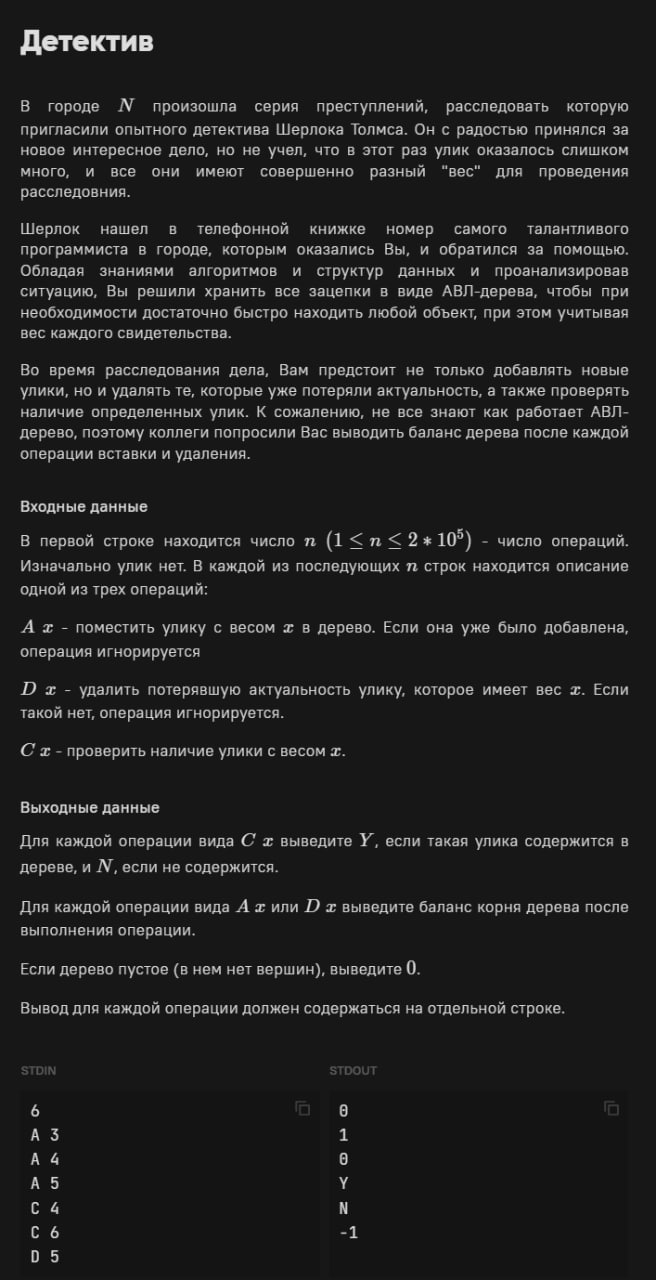 Детектив
В городе N произошла серия преступлений, расследовать которую
пригласили опытного детектива Шерлока Толмса. Он с радостью принялся за
новое интересное дело, но не учел, что в этот раз улик оказалось слишком
много, и все они имеют совершенно разный "вес" для проведения
расследовния.
Шерлок нашел в телефонной книжке номер самого талантливого
программиста в городе, которым оказались Вы, и обратился за помощью.
Обладая знаниями алгоритмов и структур данных и проанализировав
ситуацию, Вы решили хранить все зацепки в виде АВЛ-дерева, чтобы при
необходимости достаточно быстро находить любой объект, при этом учитывая
вес каждого свидетельства.
Во время расследования дела, Вам предстоит не только добавлять новые
улики, но и удалять те, которые уже потеряли актуальность, а также проверять
наличие определенных улик. К сожалению, не все знают как работает АВЛ-
дерево, поэтому коллеги попросили Вас выводить баланс дерева после каждой
операции вставки и удаления.
Входные данные
В первой строке находится число n (1 ≤ n ≤ 2 * 10⁵) - число операций.
Изначально улик нет. В каждой из последующих n строк находится описание
одной из трех операций:
A x - поместить улику с весом x в дерево. Если она уже было добавлена,
операция игнорируется
D x - удалить потерявшую актуальность улику, которое имеет вес x. Если
такой нет, операция игнорируется.
C x - проверить наличие улики с весом x.
Выходные данные
Для каждой операции вида C x выведите Y, если такая улика содержится в
дереве, и N, если не содержится.
Для каждой операции вида A x или D x выведите баланс корня дерева после
выполнения операции.
Если дерево пустое (в нем нет вершин), выведите 0.
Вывод для каждой операции должен содержаться на отдельной строке.
STDIN
6
A 3
A 4
A 5
C 4
C 6
D 5
STDOUT
0
1
0
Y
N
-1